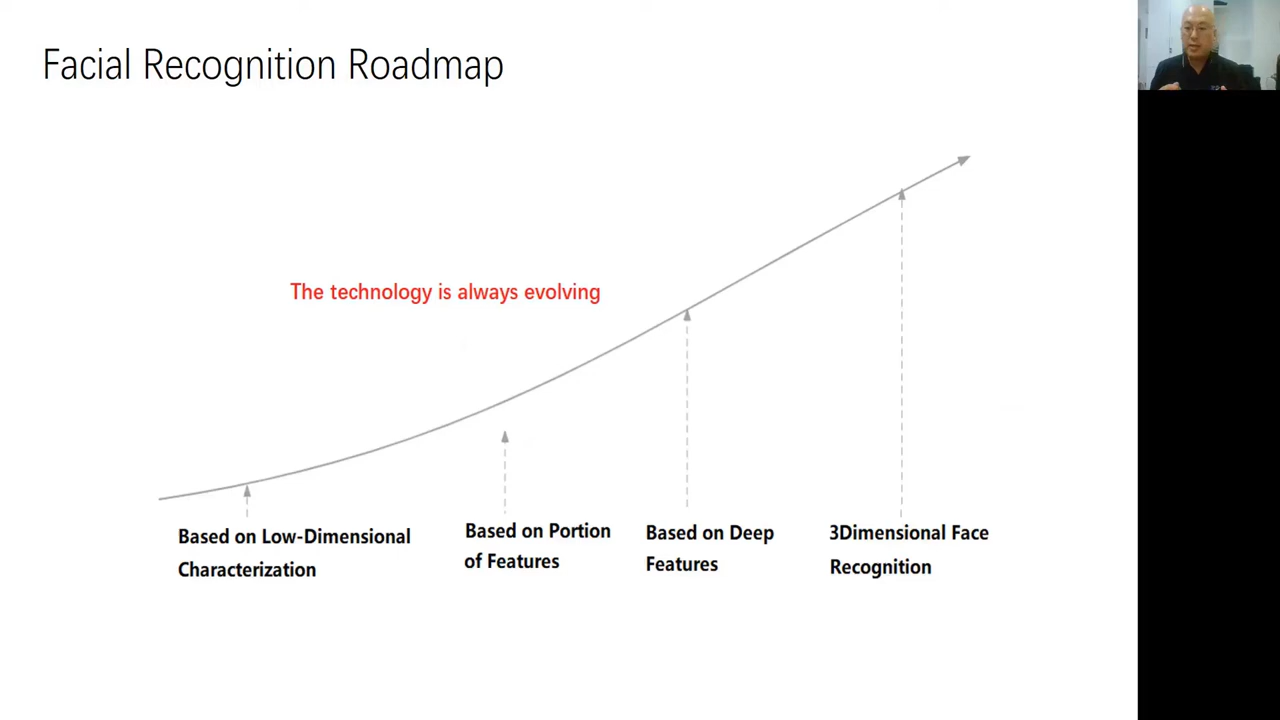 Facial Recognition Roadmap
The technology is always evolving
Based on Low-Dimensional
Characterization
Based on Portion
of Features
Based on Deep
Features
3Dimensional Face
Recognition